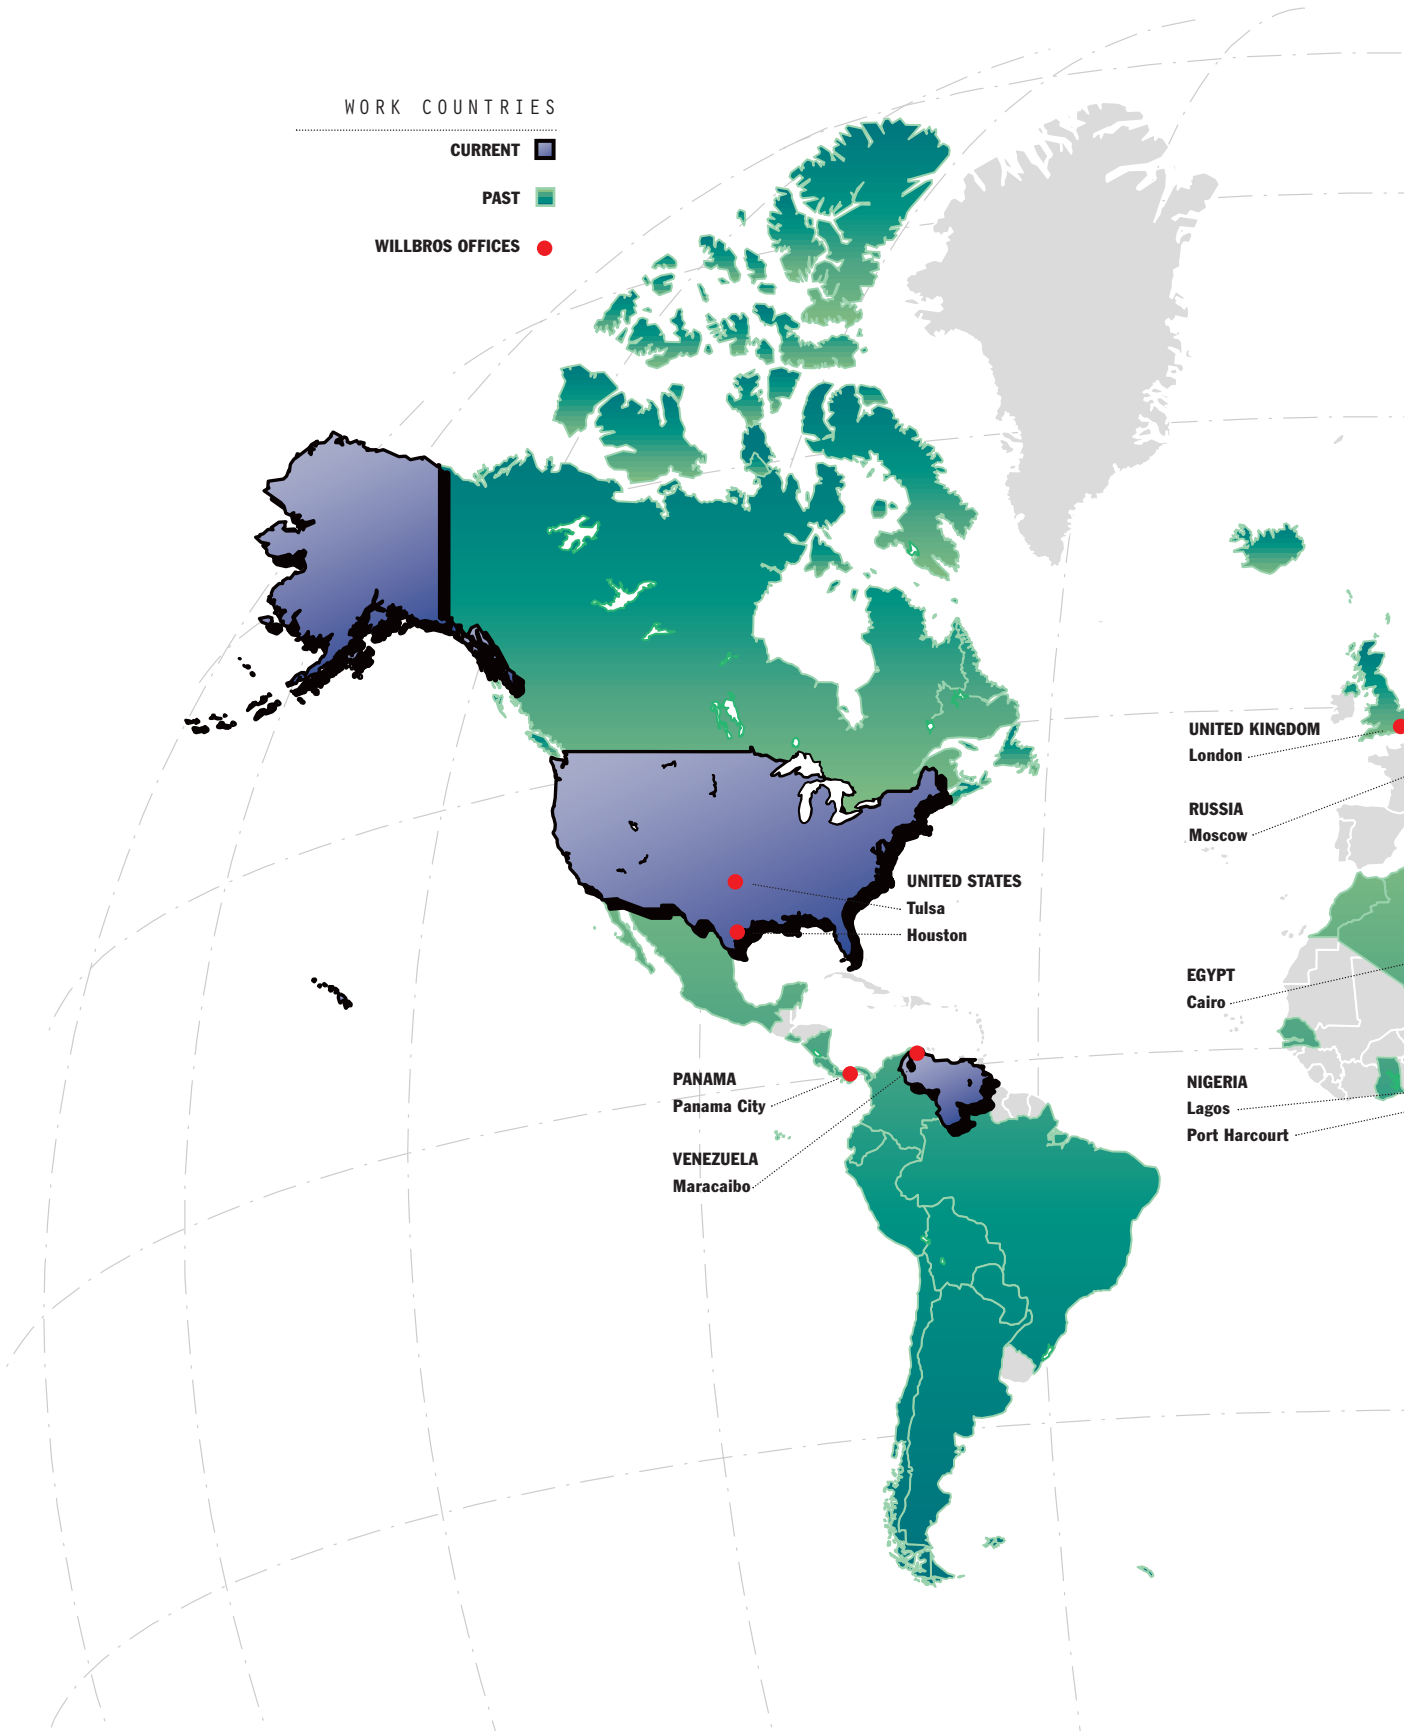 WORK COUNTRIES
CURRENT
PAST
WILLBROS OFFICES
UNITED KINGDOM
London
RUSSIA
Moscow
UNITED STATES
Tulsa
Houston
EGYPT
Cairo
PANAMA
Panama City
VENEZUELA
Maracaibo
NIGERIA
Lagos
Port Harcourt